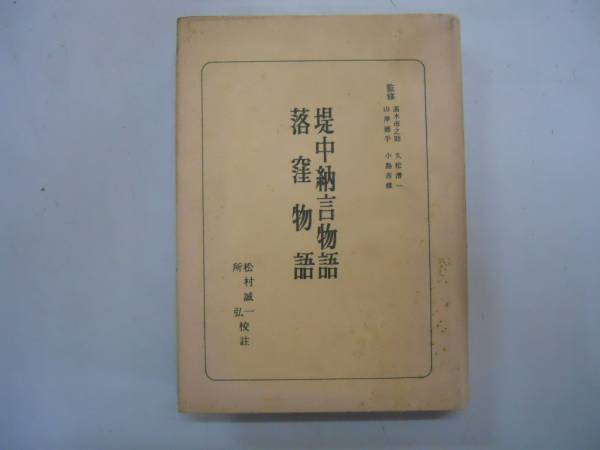 監修
高木市之助 久松潜一
山岸徳平 小島吉雄
堤中納言物語
落窪物語
松村誠一
所弘
校註